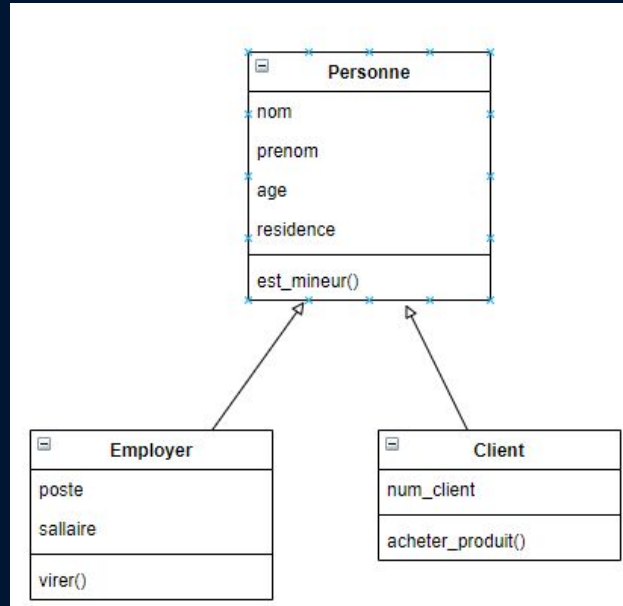 Personne
nom
prenom
age
residence
est_mineur()
Employer
poste
sallaire
virer()
Client
num_client
acheter_produit()